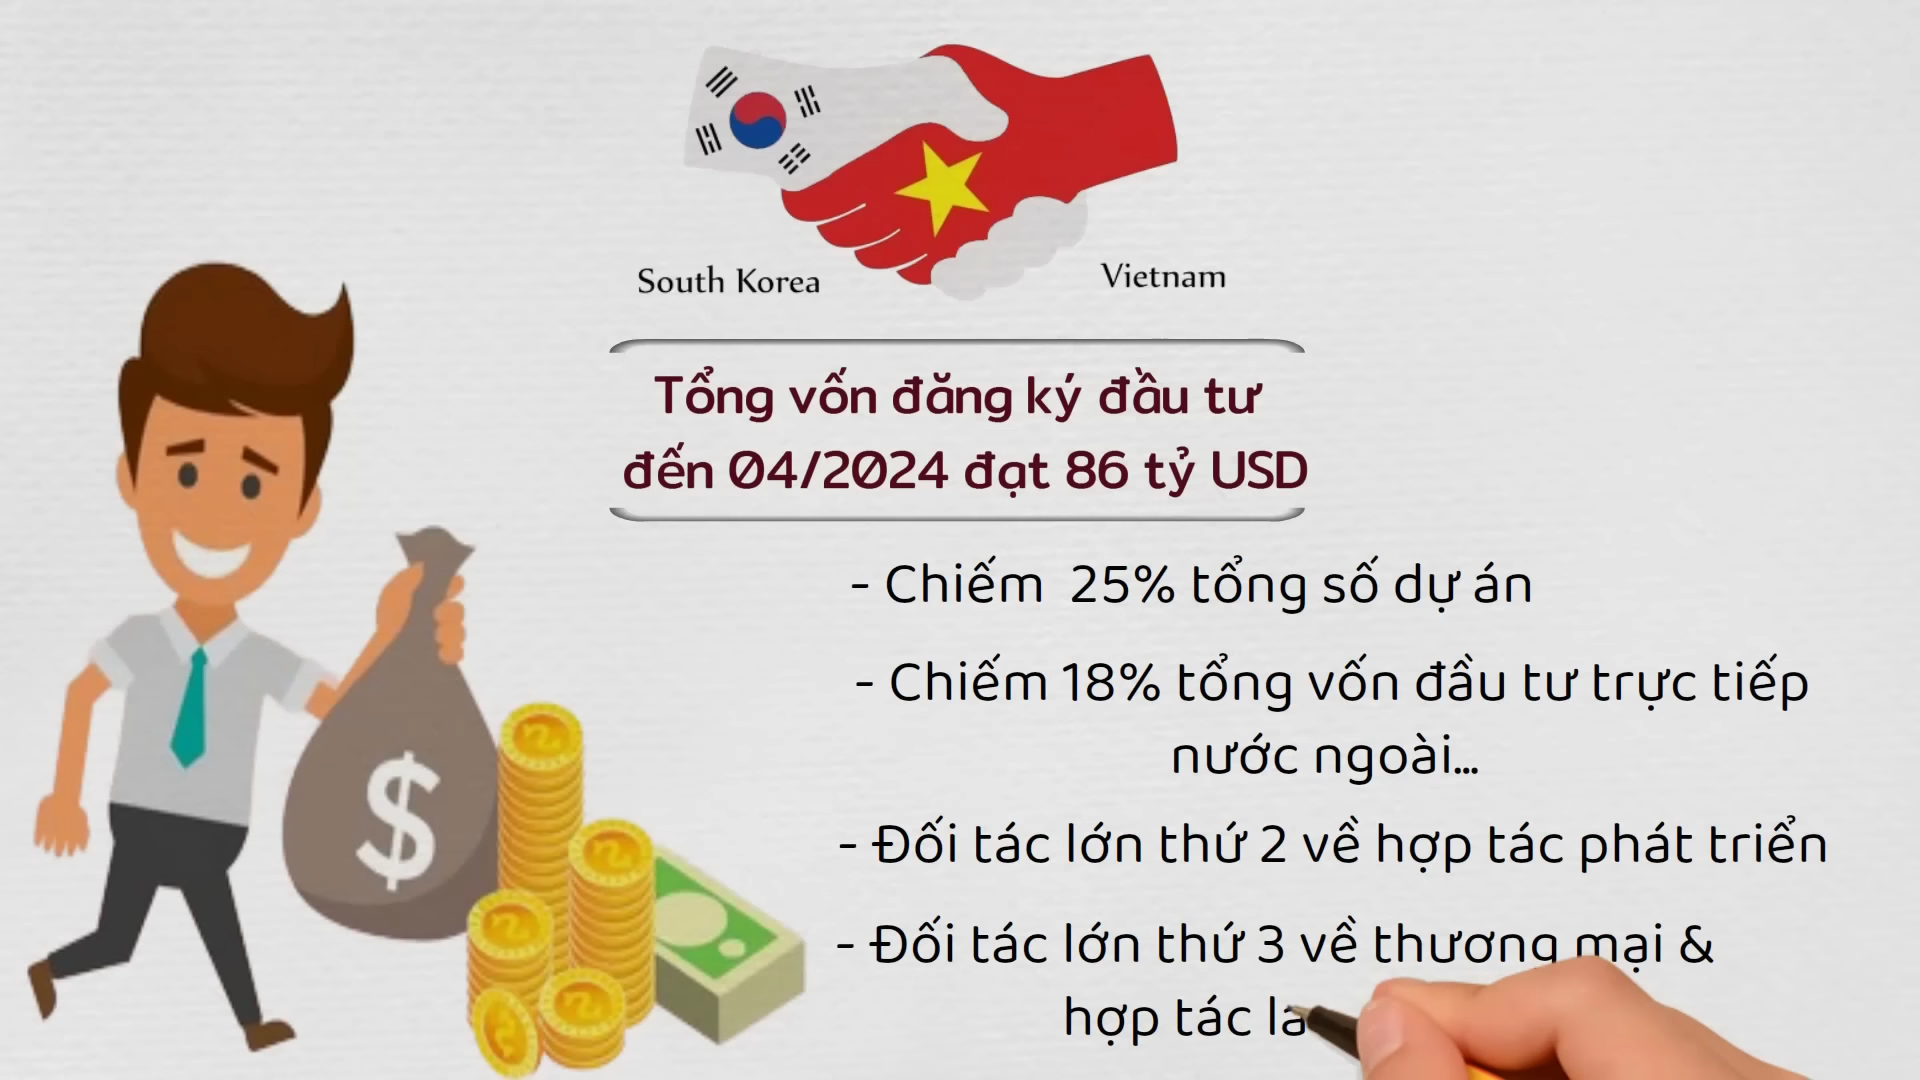 South Korea
Vietnam
Tổng vốn đăng ký đầu tư
đến 04/2024 đạt 86 tỷ USD
- Chiếm 25% tổng số dự án
- Chiếm 18% tổng vốn đầu tư trực tiếp
nước ngoài...
- Đối tác lớn thứ 2 về hợp tác phát triển
- Đối tác lớn thứ 3 về thương mại &
hợp tác la
$